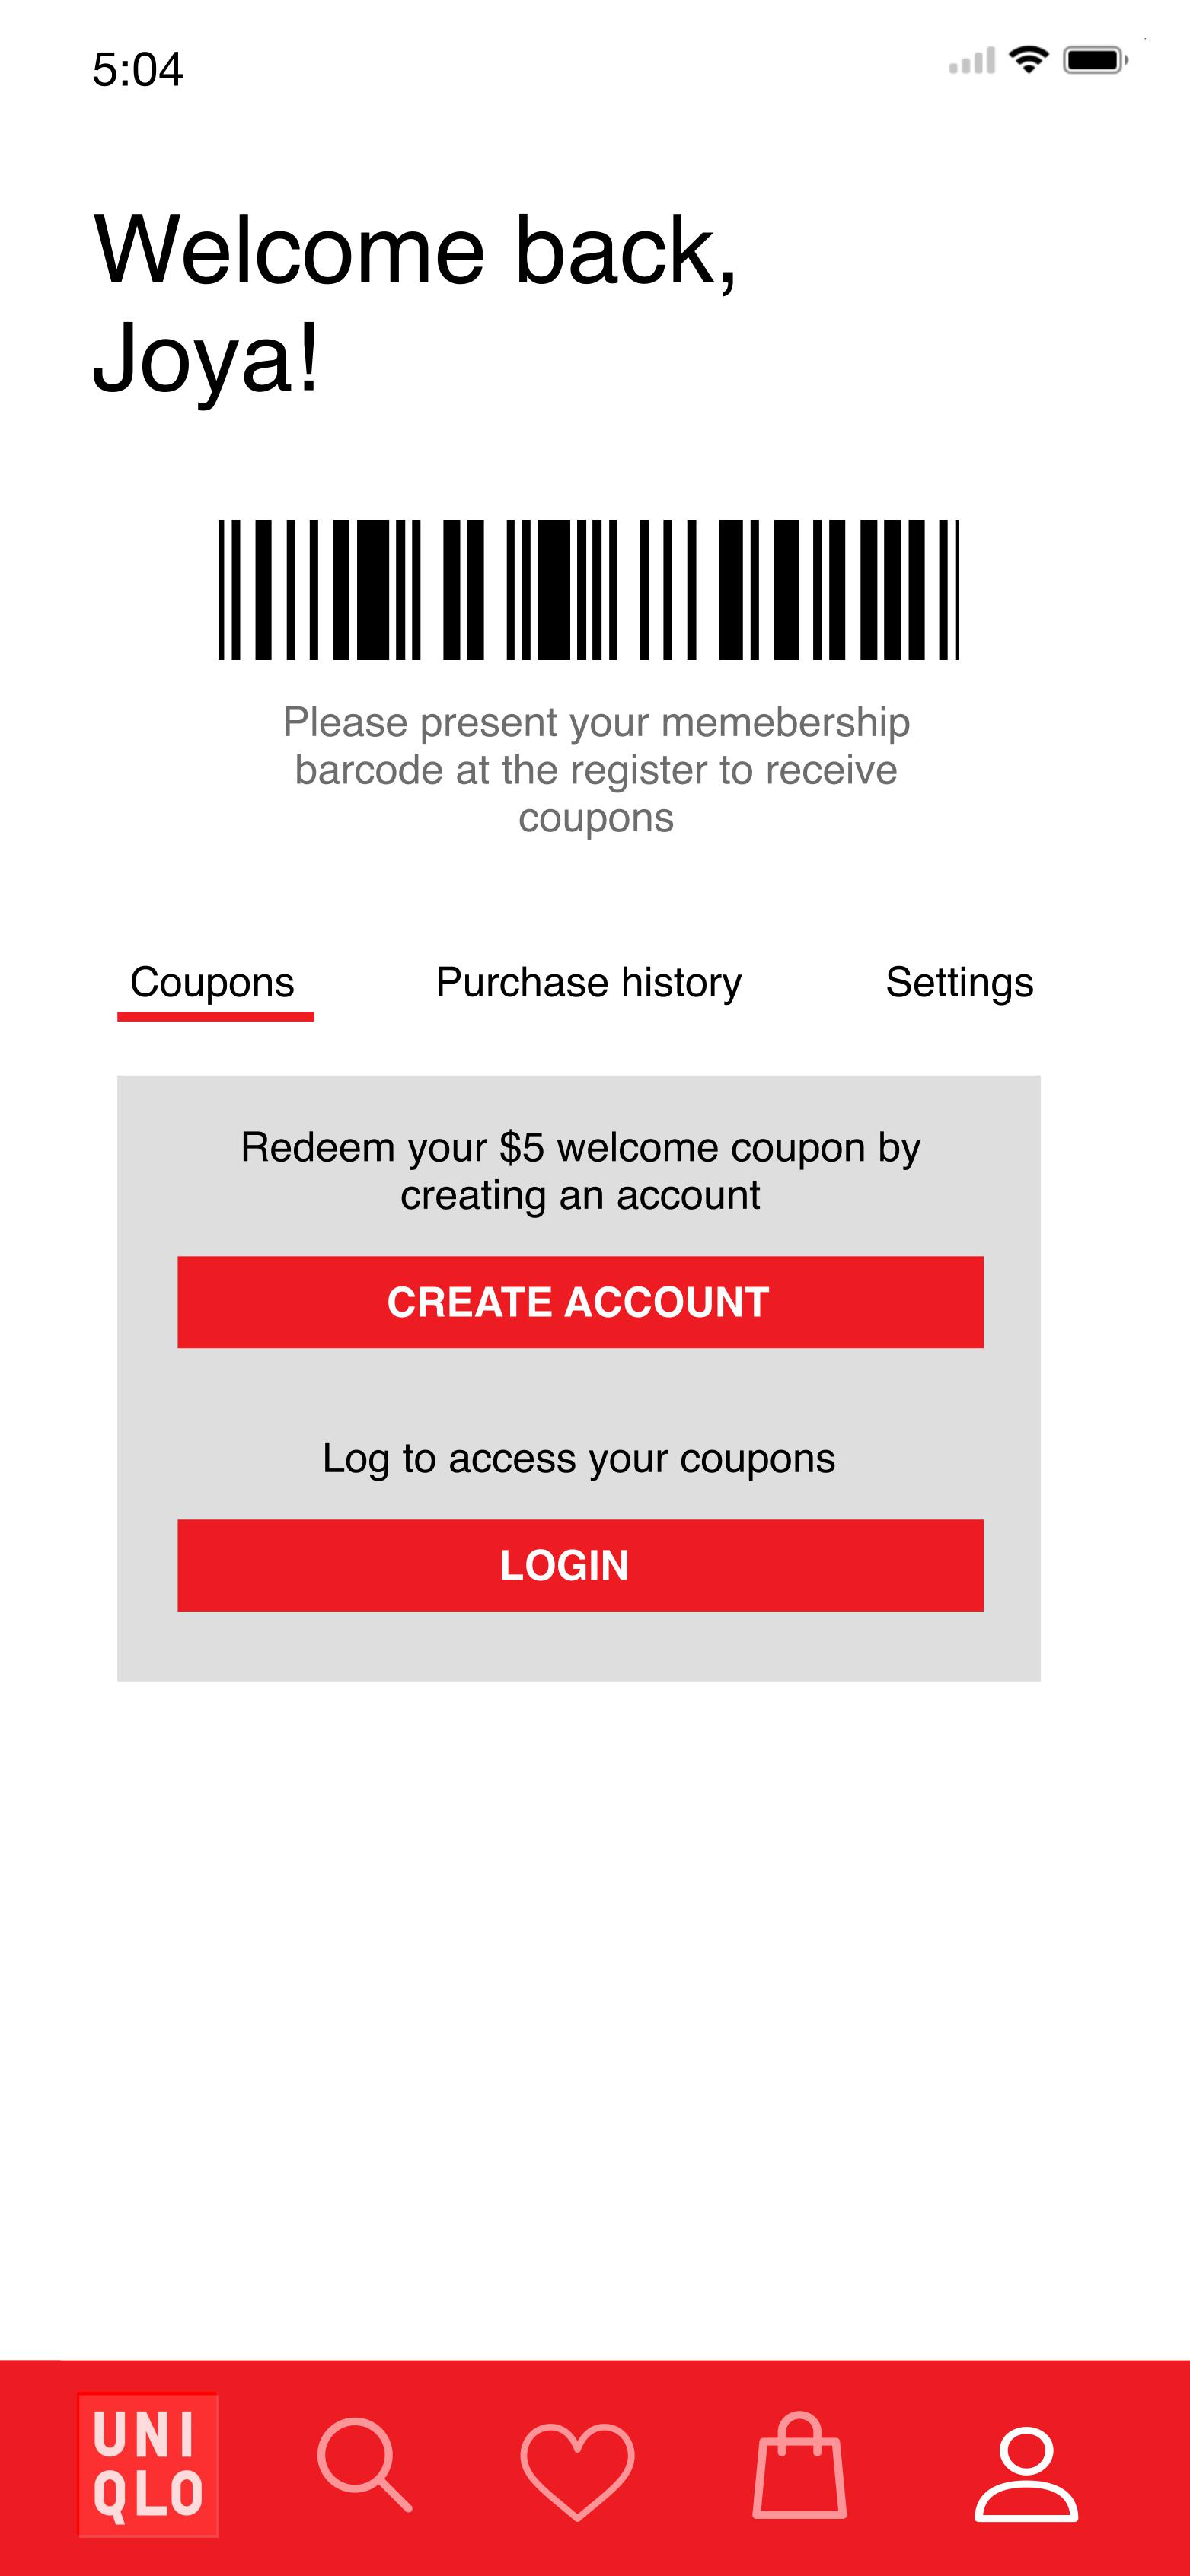 5:04
Welcome back,
Joya!
Please present your memebership
barcode at the register to receive
coupons
Coupons Purchase history Settings
Redeem your $5 welcome coupon by
creating an account
CREATE ACCOUNT
Log to access your coupons
LOGIN
UNI
QLO